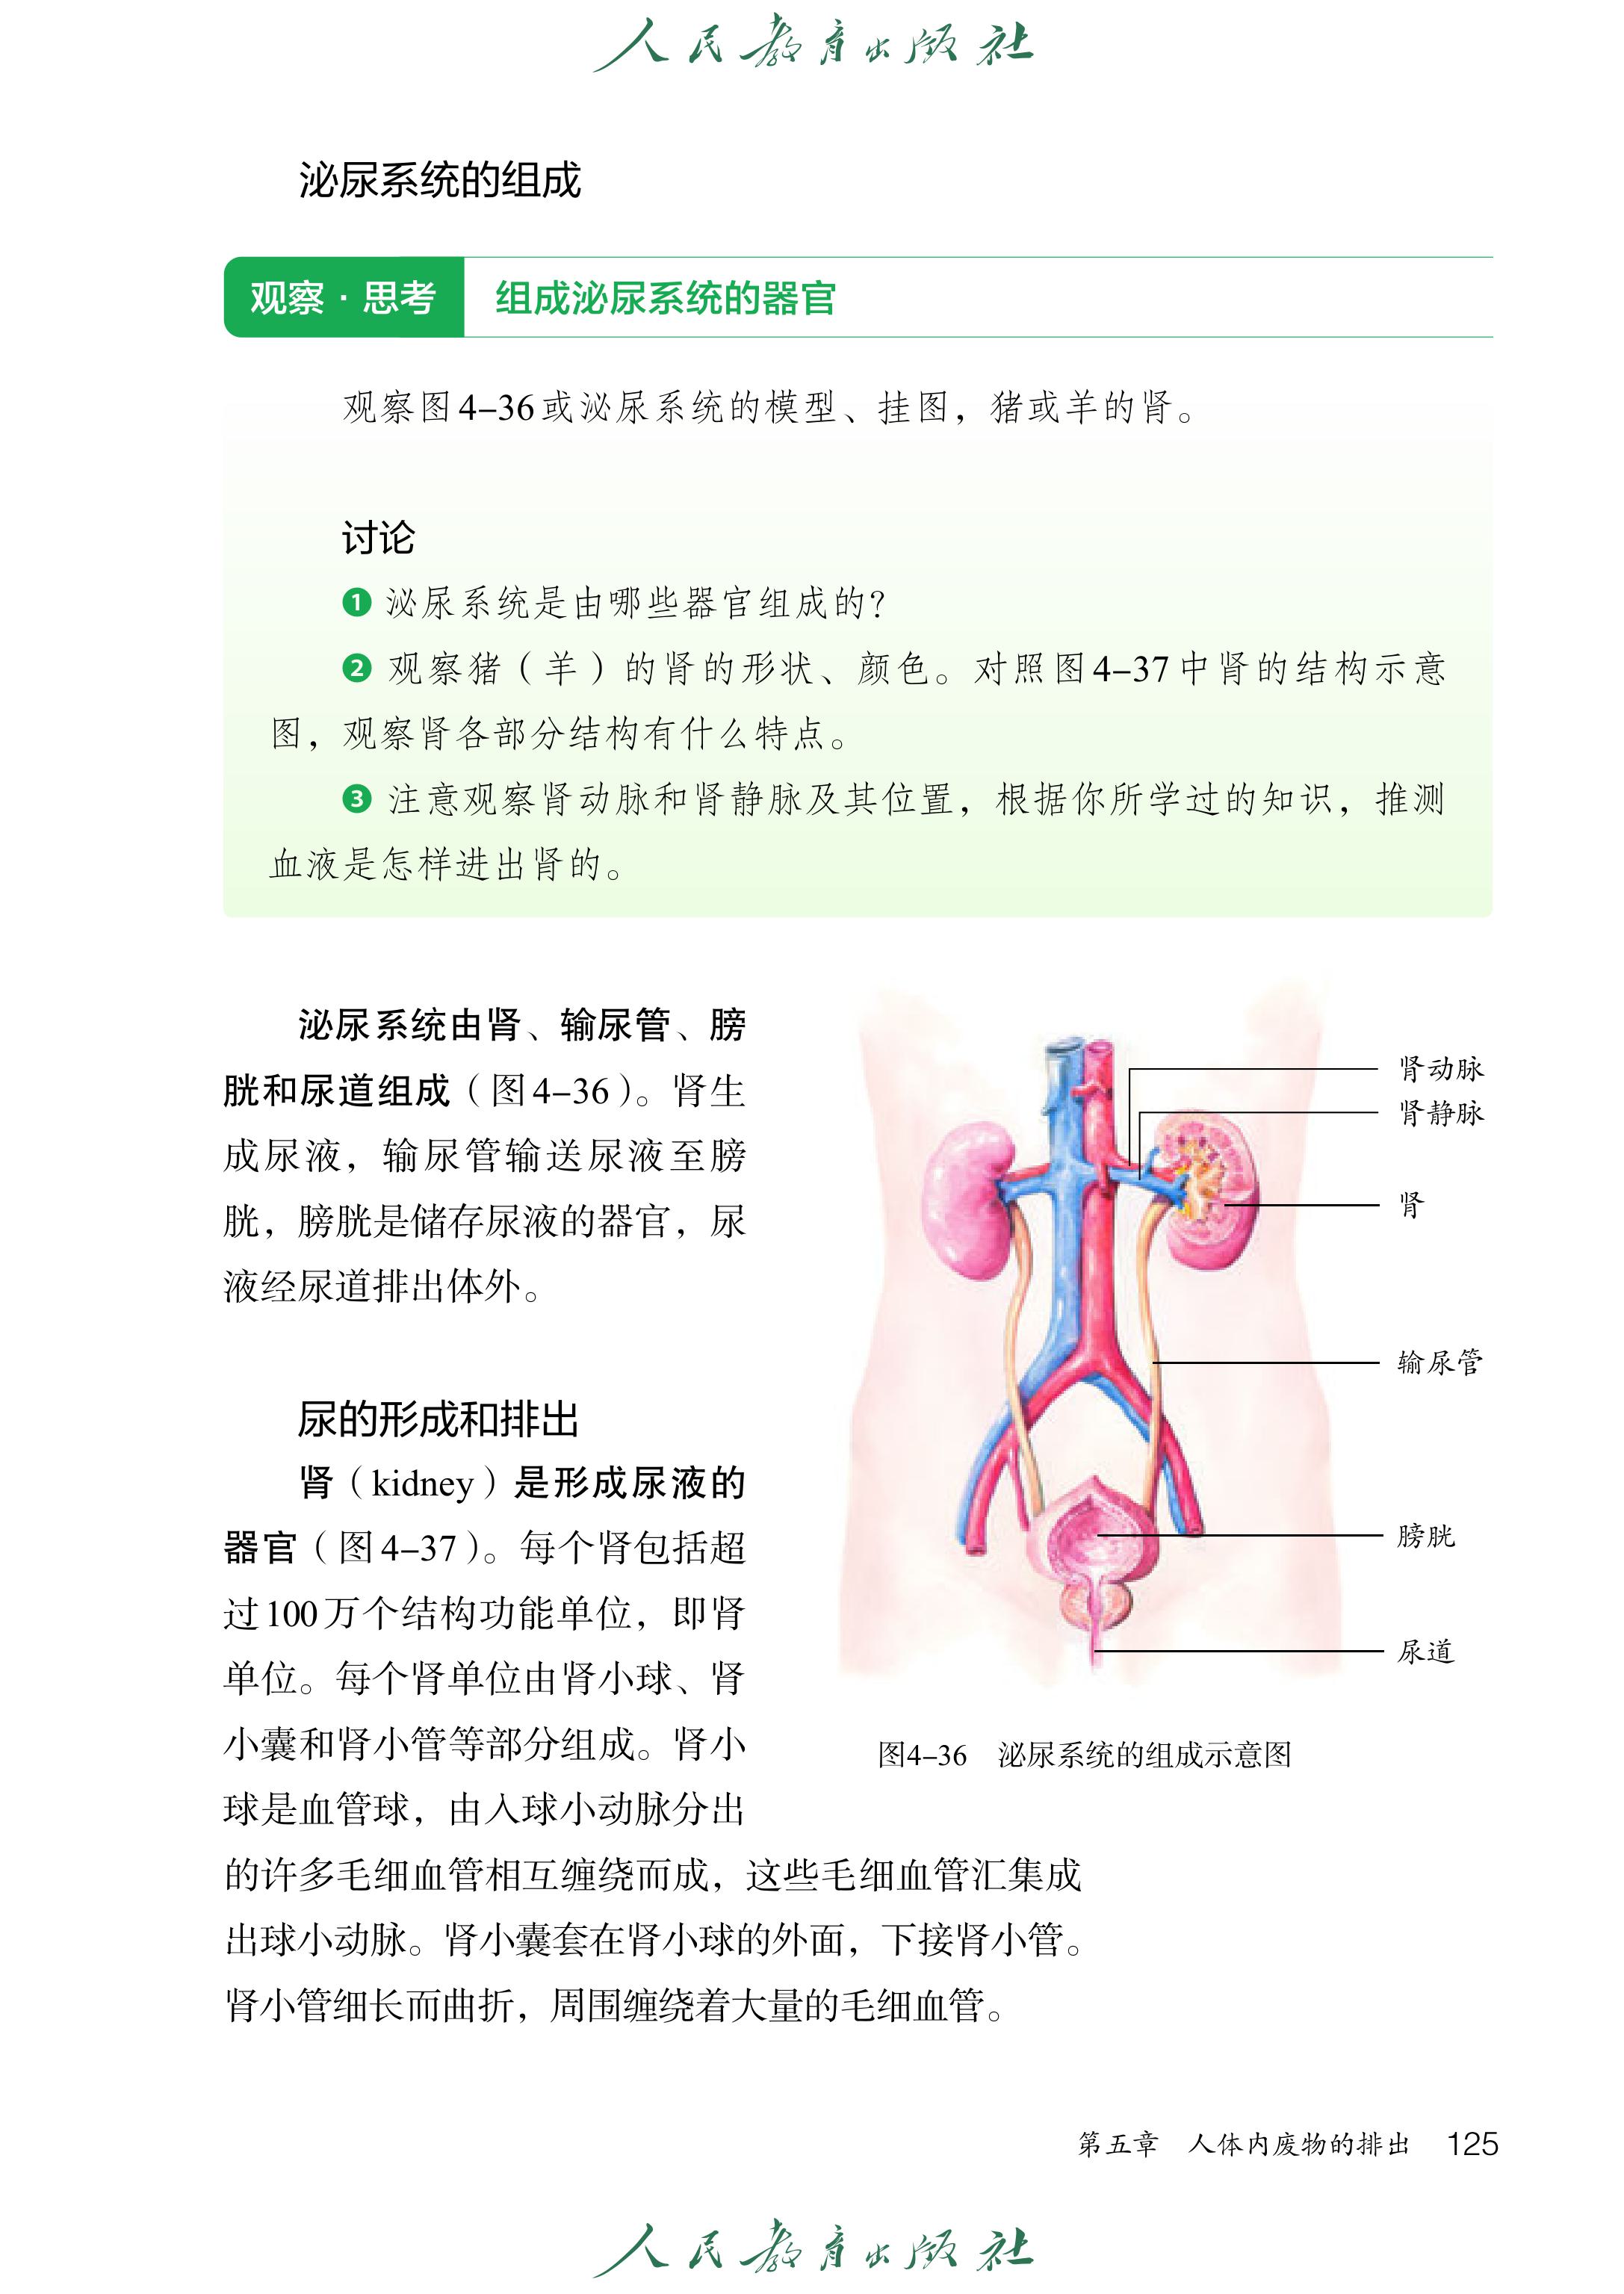 人民教育出版社
泌尿系统的组成
观察·思考 组成泌尿系统的器官
观察图4–36或泌尿系统的模型、挂图，猪或羊的肾。
讨论
❶ 泌尿系统是由哪些器官组成的？
❷ 观察猪（羊）的肾的形状、颜色。对照图4–37中肾的结构示意
图，观察肾各部分结构有什么特点。
❸ 注意观察肾动脉和肾静脉及其位置，根据你所学过的知识，推测
血液是怎样进出肾的。
泌尿系统由肾、输尿管、膀
胱和尿道组成（图4–36）。肾生
成尿液，输尿管输送尿液至膀
胱，膀胱是储存尿液的器官，尿
液经尿道排出体外。
尿的形成和排出
肾（kidney）是形成尿液的
器官（图4–37）。每个肾包括超
过100万个结构功能单位，即肾
单位。每个肾单位由肾小球、肾
小囊和肾小管等部分组成。肾小
球是血管球，由入球小动脉分出
的许多毛细血管相互缠绕而成，这些毛细血管汇集成
出球小动脉。肾小囊套在肾小球的外面，下接肾小管。
肾小管细长而曲折，周围缠绕着大量的毛细血管。
肾动脉
肾静脉
肾
输尿管
膀胱
尿道
图4–36 泌尿系统的组成示意图
第五章 人体内废物的排出 125
人民教育出版社